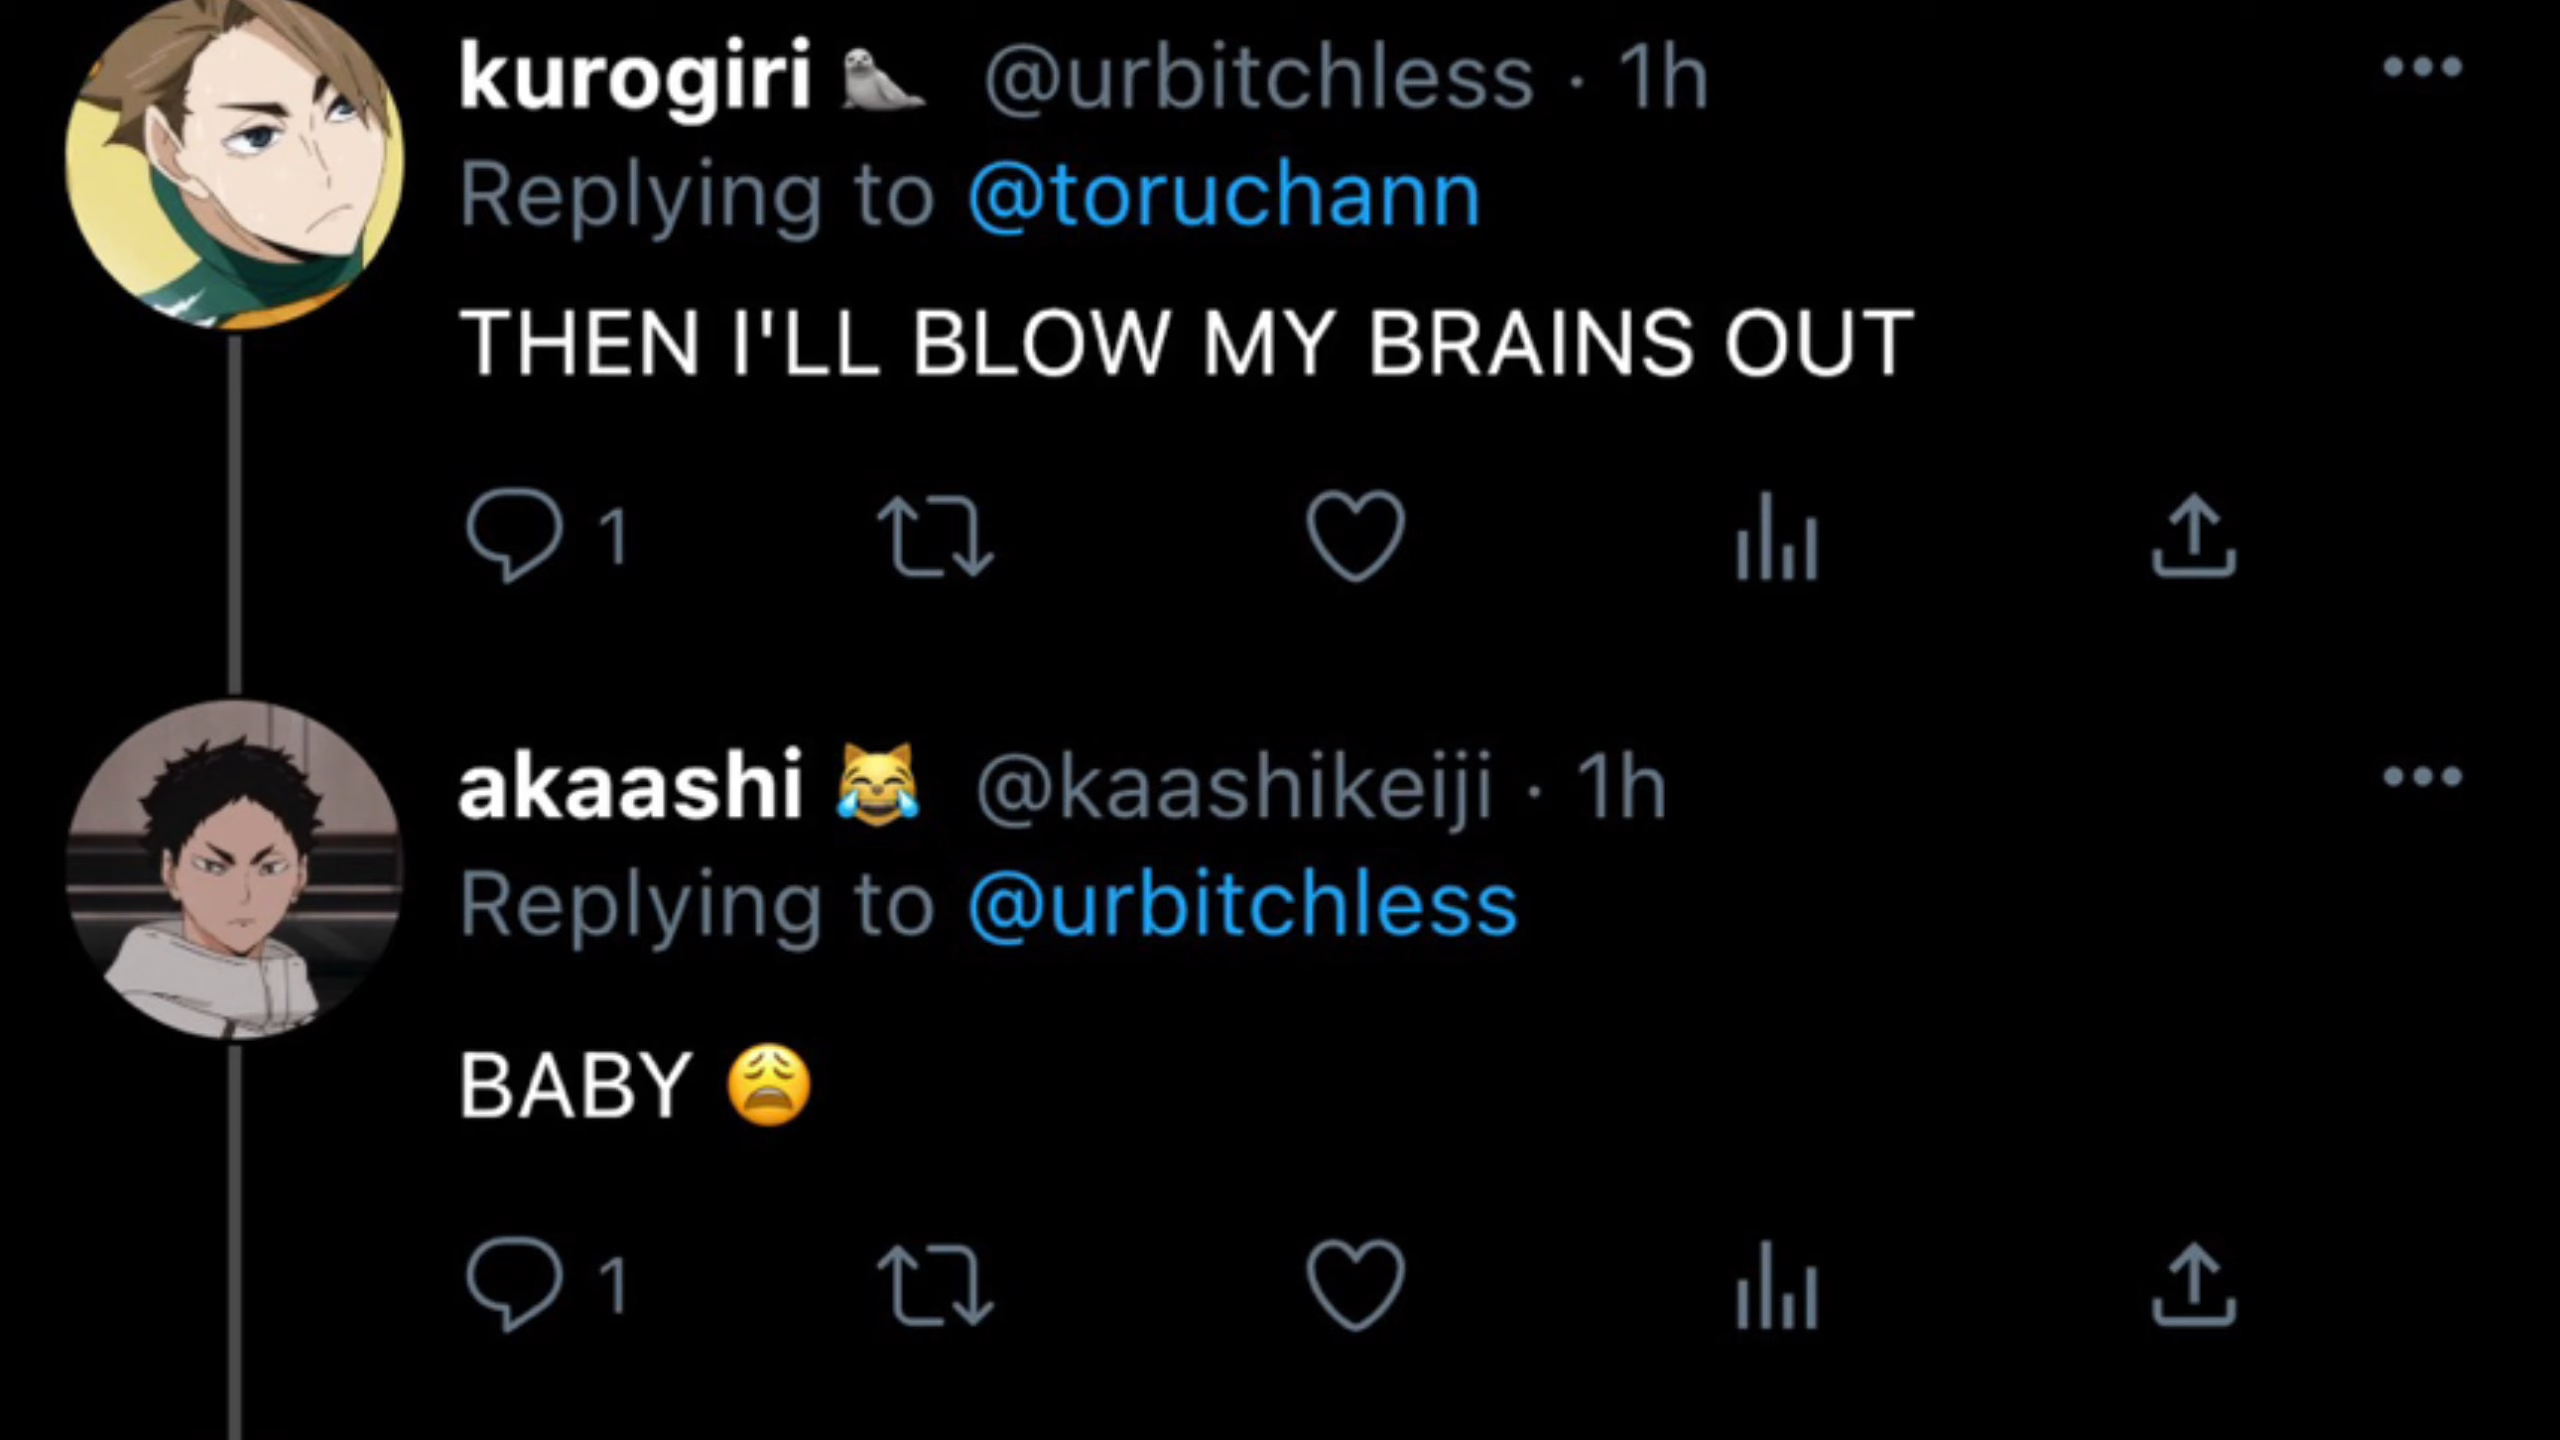 kurogiri 🦭 @urbitchless · 1h
Replying to @toruchann
THEN I'LL BLOW MY BRAINS OUT
1
akaashi 😹 @kaashikeiji · 1h
Replying to @urbitchless
BABY 😩
1